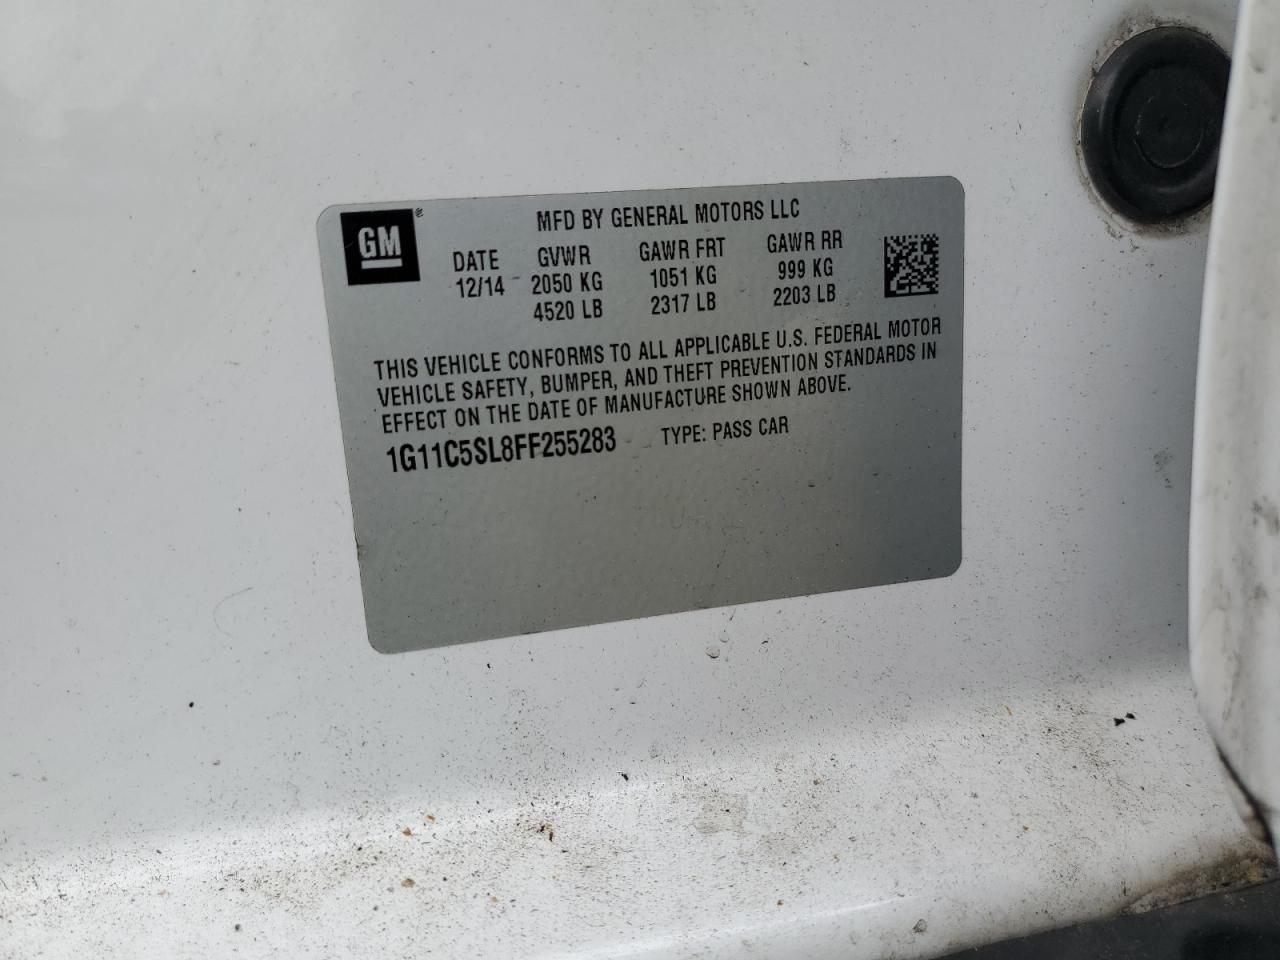 GM®
MFD BY GENERAL MOTORS LLC
DATE GVWR GAWR FRT GAWR RR
12/14 2050 KG 1051 KG 999 KG
4520 LB 2317 LB 2203 LB
THIS VEHICLE CONFORMS TO ALL APPLICABLE U.S. FEDERAL MOTOR
VEHICLE SAFETY, BUMPER, AND THEFT PREVENTION STANDARDS IN
EFFECT ON THE DATE OF MANUFACTURE SHOWN ABOVE.
1G11C5SL8FF255283 TYPE: PASS CAR